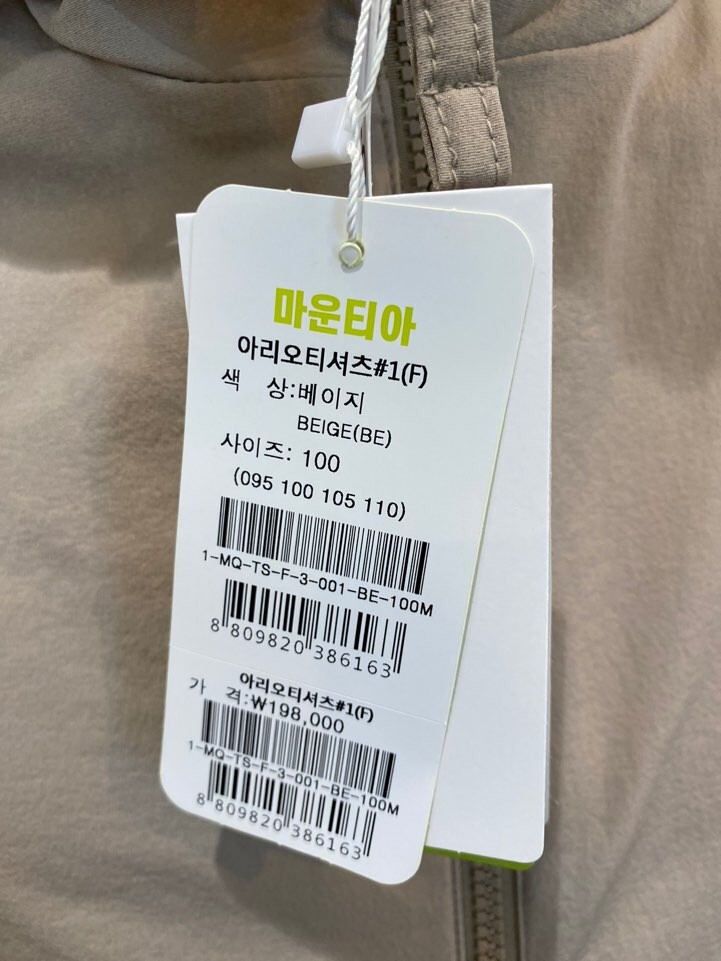 마운티아
아리오티셔츠#1(F)
색 상:베이지
BEIGE(BE)
사이즈: 100
(095 100 105 110)
1-MQ-TS-F-3-001-BE-100M
8 809820 386163
아리오티셔츠#1(F)
가 격:₩198,000
1-MQ-TS-F-3-001-BE-100M
8 809820 386163